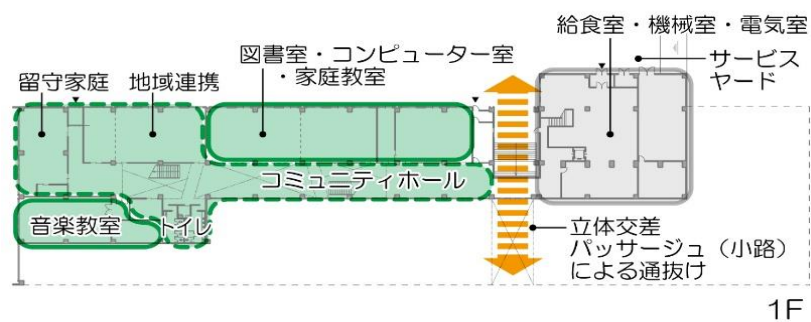 給食室・機械室・電気室
図書室・コンピューター室
・家庭教室
サービス
ヤード
留守家庭
地域連携
コミュニティホール
音楽教室
トイレ
立体交差
パッサージュ（小路）
による通抜け
1F